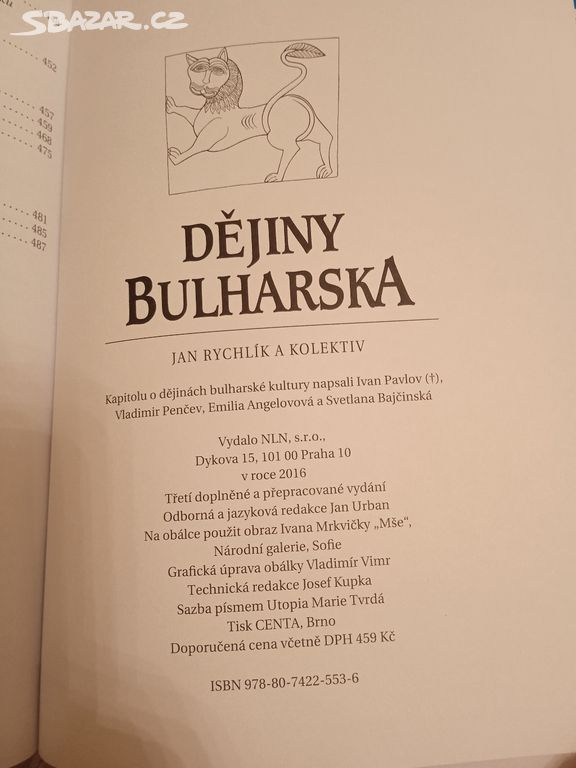 SBAZAR.CZ
452
457
459
468
475
481
485
487
DĚJINY
BULHARSKA
JAN RYCHLÍK A KOLEKTIV
Kapitolu o dějinách bulharské kultury napsali Ivan Pavlov (†),
Vladimir Penčev, Emilia Angelovová a Svetlana Bajčinská
Vydalo NLN, s.r.o.,
Dykova 15, 101 00 Praha 10
v roce 2016
Třetí doplněné a přepracované vydání
Odborná a jazyková redakce Jan Urban
Na obálce použit obraz Ivana Mrkvičky „Mše“,
Národní galerie, Sofie
Grafická úprava obálky Vladimír Vimr
Technická redakce Josef Kupka
Sazba písmem Utopia Marie Tvrdá
Tisk CENTA, Brno
Doporučená cena včetně DPH 459 Kč
ISBN 978-80-7422-553-6